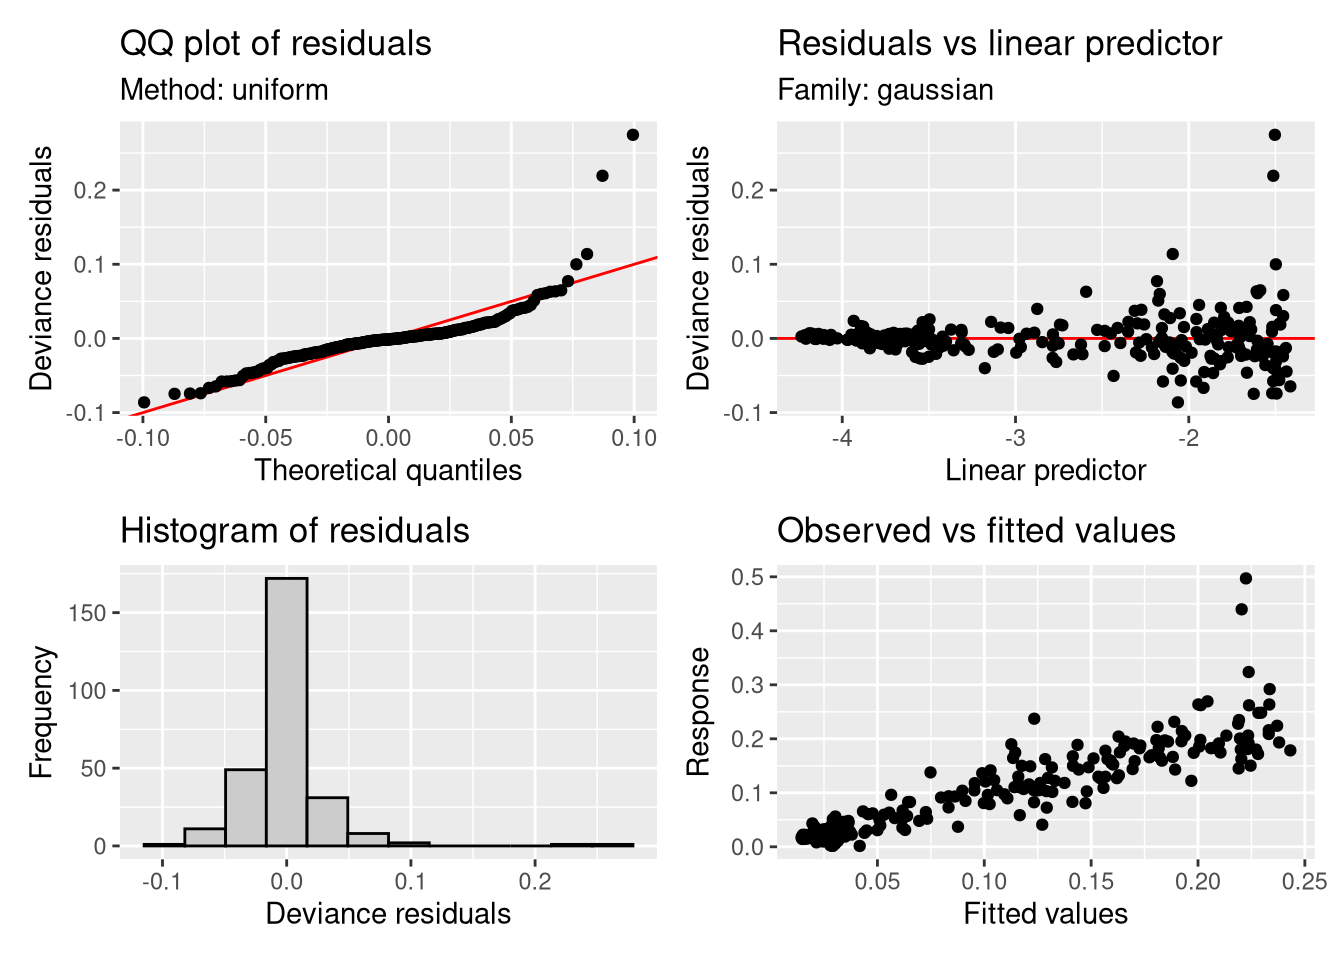 QQ plot of residuals
Method: uniform
Deviance residuals
0.2
0.1
0.0
-0.1
-0.10 -0.05 0.00 0.05 0.10
Theoretical quantiles
Residuals vs linear predictor
Family: gaussian
Deviance residuals
0.2
0.1
0.0
-0.1
-4 -3 -2
Linear predictor
Histogram of residuals
Frequency
150
100
50
0
-0.1 0.0 0.1 0.2
Deviance residuals
Observed vs fitted values
Response
0.5
0.4
0.3
0.2
0.1
0.0
0.05 0.10 0.15 0.20 0.25
Fitted values